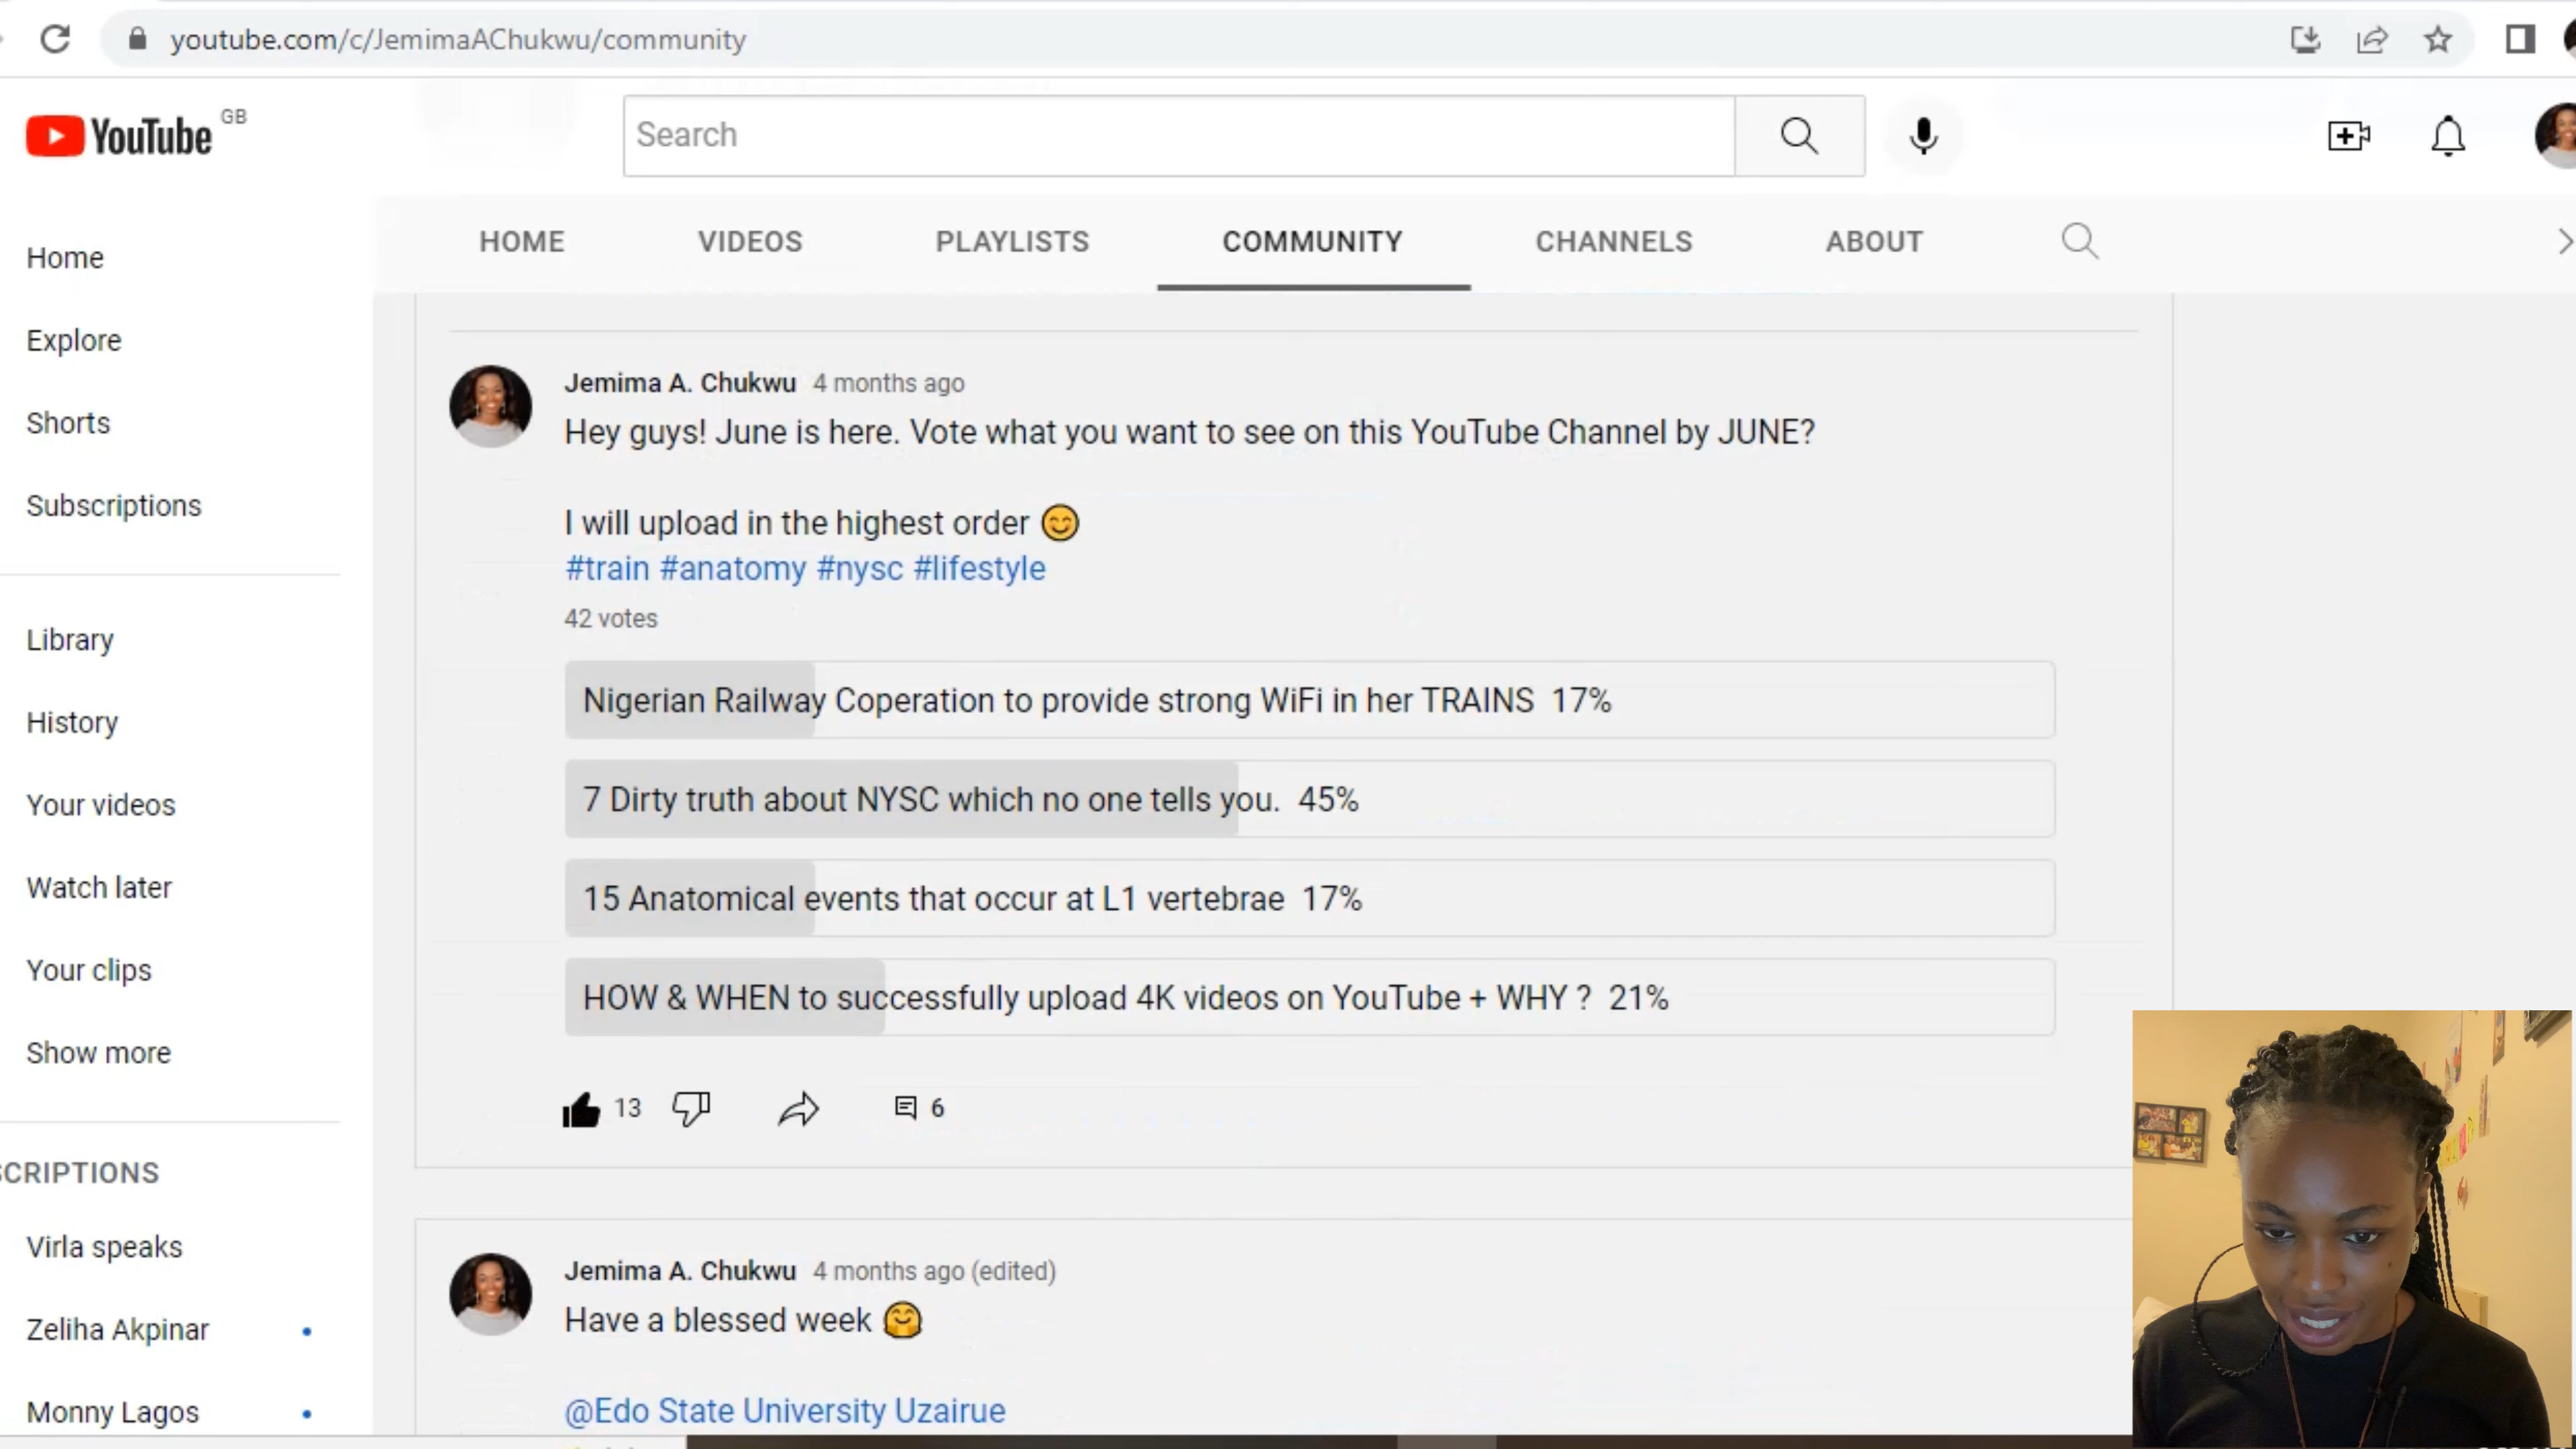 youtube.com/c/JemimaAChukwu/community
YouTube GB
Search
HOME VIDEOS PLAYLISTS COMMUNITY CHANNELS ABOUT
Home
Explore
Shorts
Subscriptions
Library
History
Your videos
Watch later
Your clips
Show more
SCRIPTIONS
Virla speaks
Zeliha Akpinar
Monny Lagos
Jemima A. Chukwu 4 months ago
Hey guys! June is here. Vote what you want to see on this YouTube Channel by JUNE?
I will upload in the highest order 😊
#train #anatomy #nysc #lifestyle
42 votes
Nigerian Railway Coperation to provide strong WiFi in her TRAINS 17%
7 Dirty truth about NYSC which no one tells you. 45%
15 Anatomical events that occur at L1 vertebrae 17%
HOW & WHEN to successfully upload 4K videos on YouTube + WHY ? 21%
13 6
Jemima A. Chukwu 4 months ago (edited)
Have a blessed week 🤗
@Edo State University Uzairue